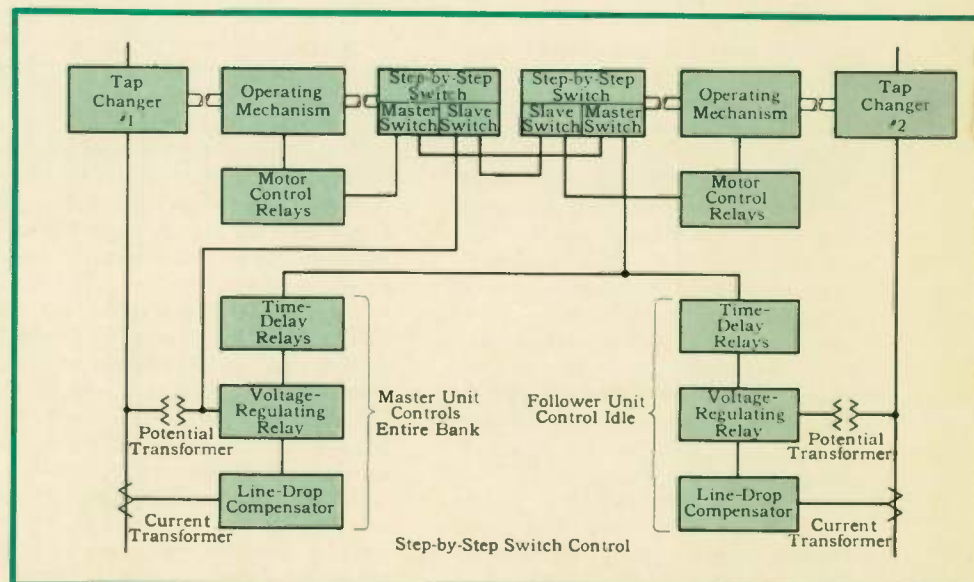 Tap
Changer
#1
Operating
Mechanism
Step-by-Step
Switch
Master
Switch
Slave
Switch
Step-by-Step
Switch
Slave
Switch
Master
Switch
Operating
Mechanism
Tap
Changer
#2
Motor
Control
Relays
Motor
Control
Relays
Time-
Delay
Relays
Time-
Delay
Relays
Voltage-
Regulating
Relay
Master Unit
Controls
Entire Bank
Follower Unit
Control Idle
Voltage-
Regulating
Relay
Potential
Transformer
Potential
Transformer
Line-Drop
Compensator
Line-Drop
Compensator
Current
Transformer
Current
Transformer
Step-by-Step Switch Control